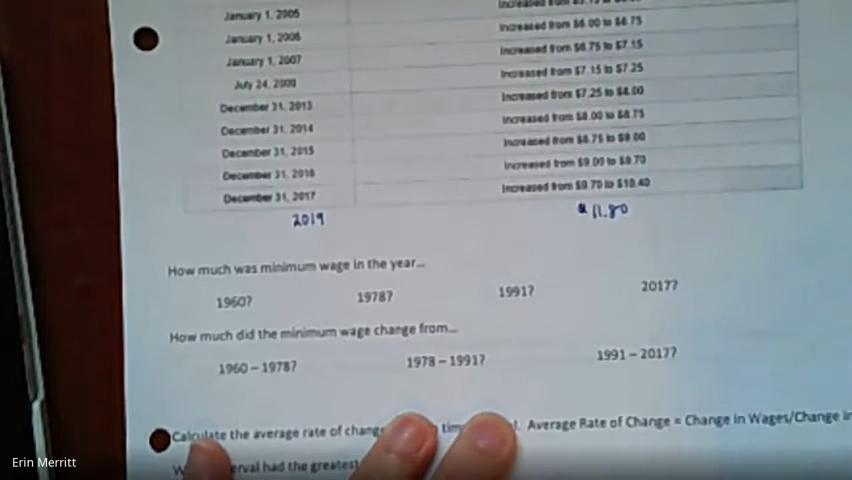 January 1, 2005 Increased from
January 1, 2006 Increased from $6.00 to $6.75
January 1, 2007 Increased from $6.75 to $7.15
July 24, 2009 Increased from $7.15 to $7.25
December 31, 2013 Increased from $7.25 to $8.00
December 31, 2014 Increased from $8.00 to $8.75
December 31, 2015 Increased from $8.75 to $9.00
December 31, 2016 Increased from $9.00 to $9.70
December 31, 2017 Increased from $9.70 to $10.40
2019 $11.80
How much was minimum wage in the year...
1960? 1978? 1991? 2017?
How much did the minimum wage change from...
1960 – 1978? 1978 – 1991? 1991 – 2017?
Calculate the average rate of change Average Rate of Change = Change in Wages/Change in
had the greatest
Erin Merritt